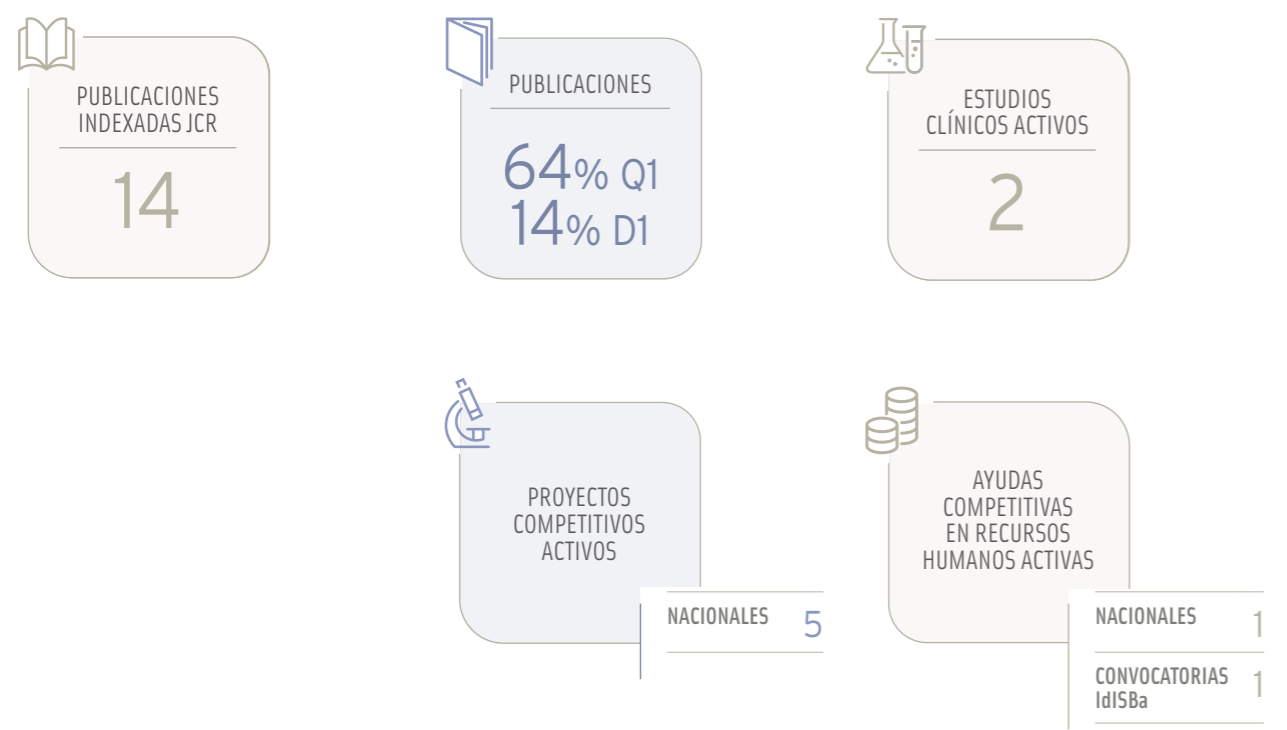 PUBLICACIONES
INDEXADAS JCR
14
PUBLICACIONES
64% Q1
14% D1
ESTUDIOS
CLÍNICOS ACTIVOS
2
PROYECTOS
COMPETITIVOS
ACTIVOS
NACIONALES 5
AYUDAS
COMPETITIVAS
EN RECURSOS
HUMANOS ACTIVAS
NACIONALES 1
CONVOCATORIAS 1
IdISBa